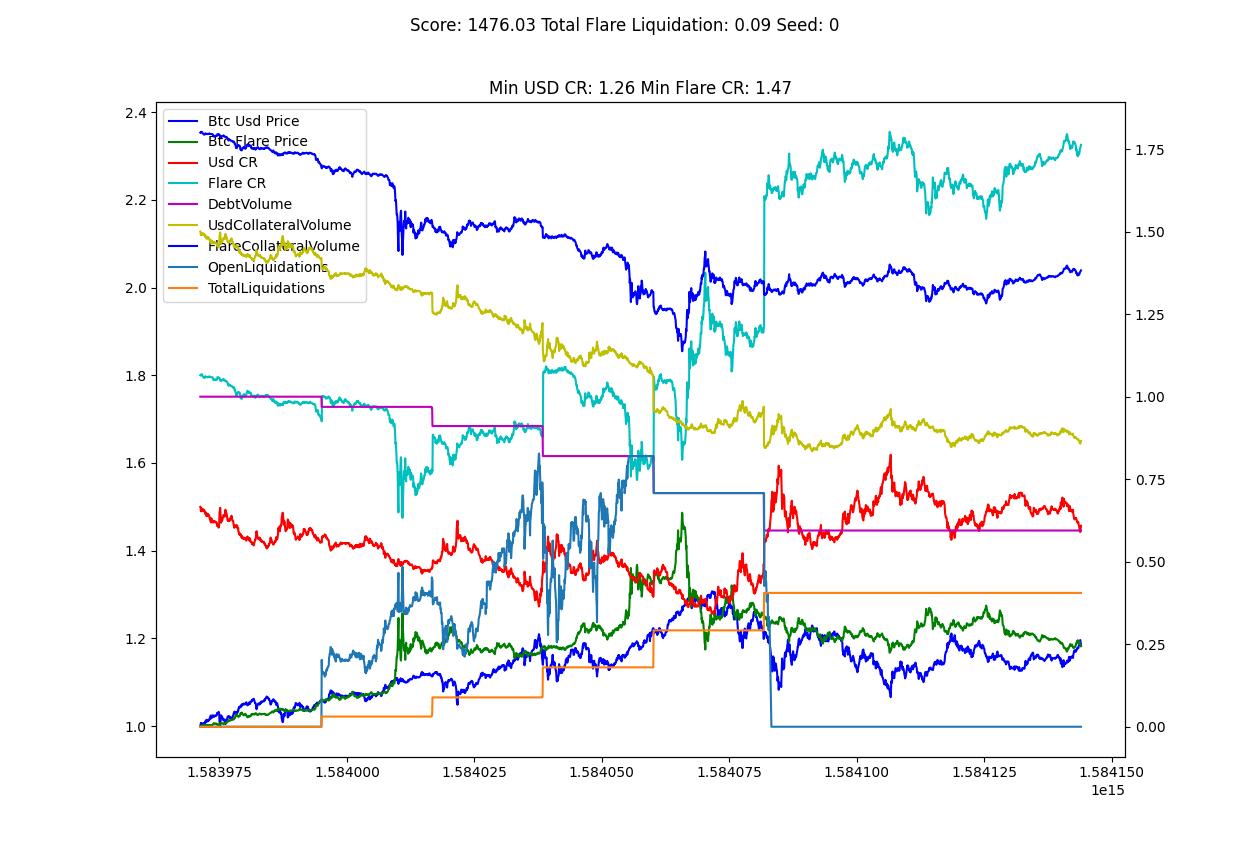 Score: 1476.03 Total Flare Liquidation: 0.09 Seed: 0
Min USD CR: 1.26 Min Flare CR: 1.47
Btc Usd Price
Btc Flare Price
Usd CR
Flare CR
DebtVolume
UsdCollateralVolume
FlareCollateralVolume
OpenLiquidations
TotalLiquidations
2.4
2.2
2.0
1.8
1.6
1.4
1.2
1.0
1.75
1.50
1.25
1.00
0.75
0.50
0.25
0.00
1.583975 1.584000 1.584025 1.584050 1.584075 1.584100 1.584125 1.584150
1e15